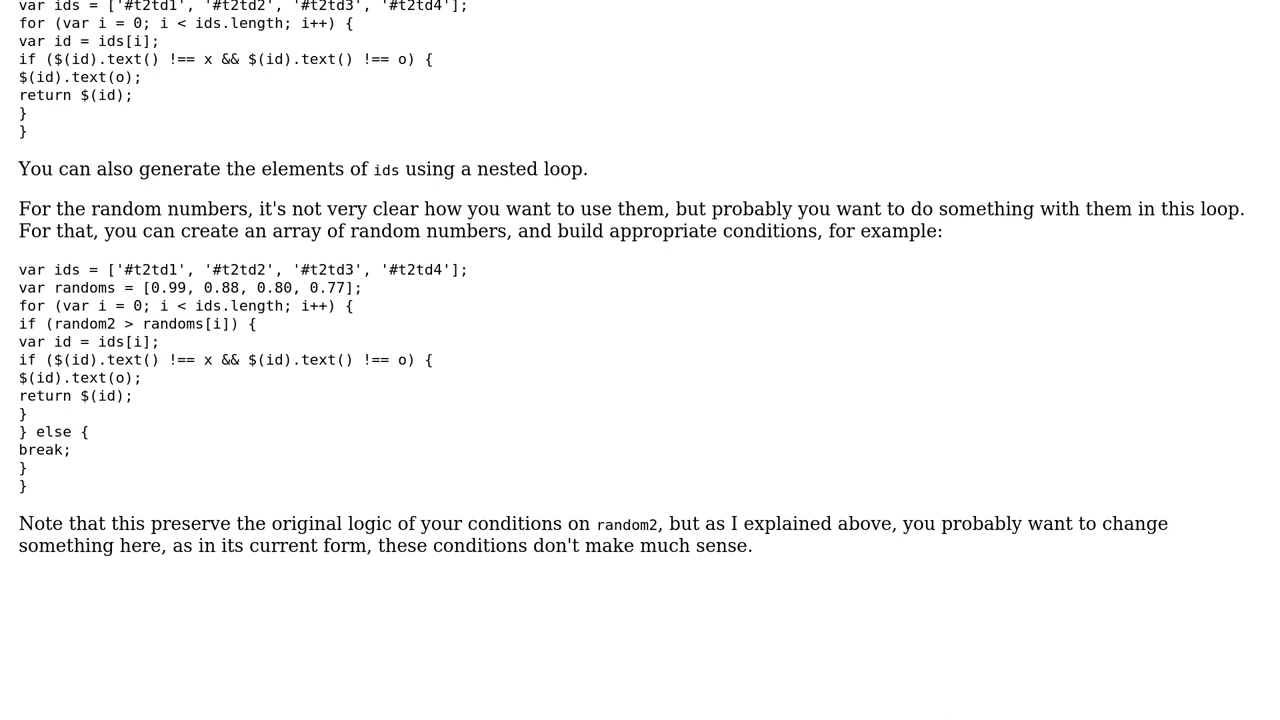 var ids = ['#t2td1', '#t2td2', '#t2td3', '#t2td4'];
for (var i = 0; i < ids.length; i++) {
var id = ids[i];
if ($(id).text() !== x && $(id).text() !== o) {
$(id).text(o);
return $(id);
}
}
You can also generate the elements of ids using a nested loop.
For the random numbers, it's not very clear how you want to use them, but probably you want to do something with them in this loop.
For that, you can create an array of random numbers, and build appropriate conditions, for example:
var ids = ['#t2td1', '#t2td2', '#t2td3', '#t2td4'];
var randoms = [0.99, 0.88, 0.80, 0.77];
for (var i = 0; i < ids.length; i++) {
if (random2 > randoms[i]) {
var id = ids[i];
if ($(id).text() !== x && $(id).text() !== o) {
$(id).text(o);
return $(id);
}
} else {
break;
}
}
Note that this preserve the original logic of your conditions on random2, but as I explained above, you probably want to change
something here, as in its current form, these conditions don't make much sense.